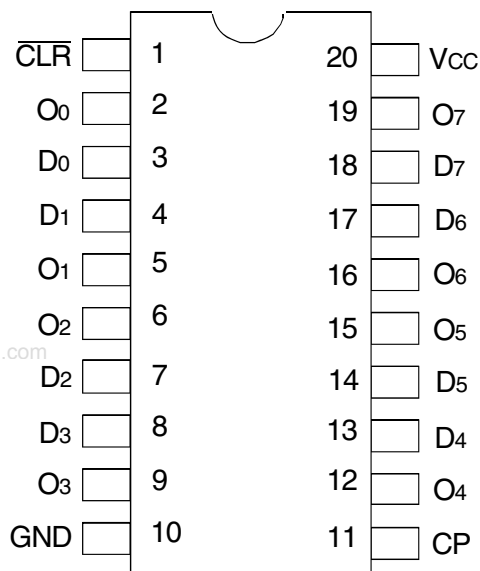 CLR 1 20 VCC
O0 2 19 O7
D0 3 18 D7
D1 4 17 D6
O1 5 16 O6
O2 6 15 O5
.com
D2 7 14 D5
D3 8 13 D4
O3 9 12 O4
GND 10 11 CP